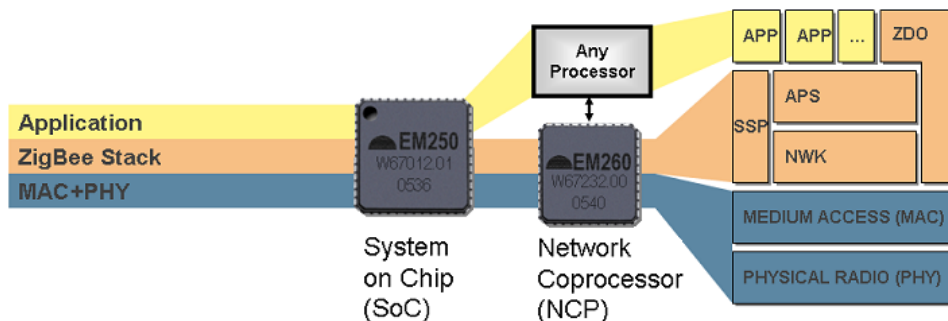 Application
ZigBee Stack
MAC+PHY
EM250
W67012.01
0536
System
on Chip
(SoC)
Any
Processor
EM260
W67232.00
0540
Network
Coprocessor
(NCP)
APP APP ... ZDO
SSP
APS
NWK
MEDIUM ACCESS (MAC)
PHYSICAL RADIO (PHY)